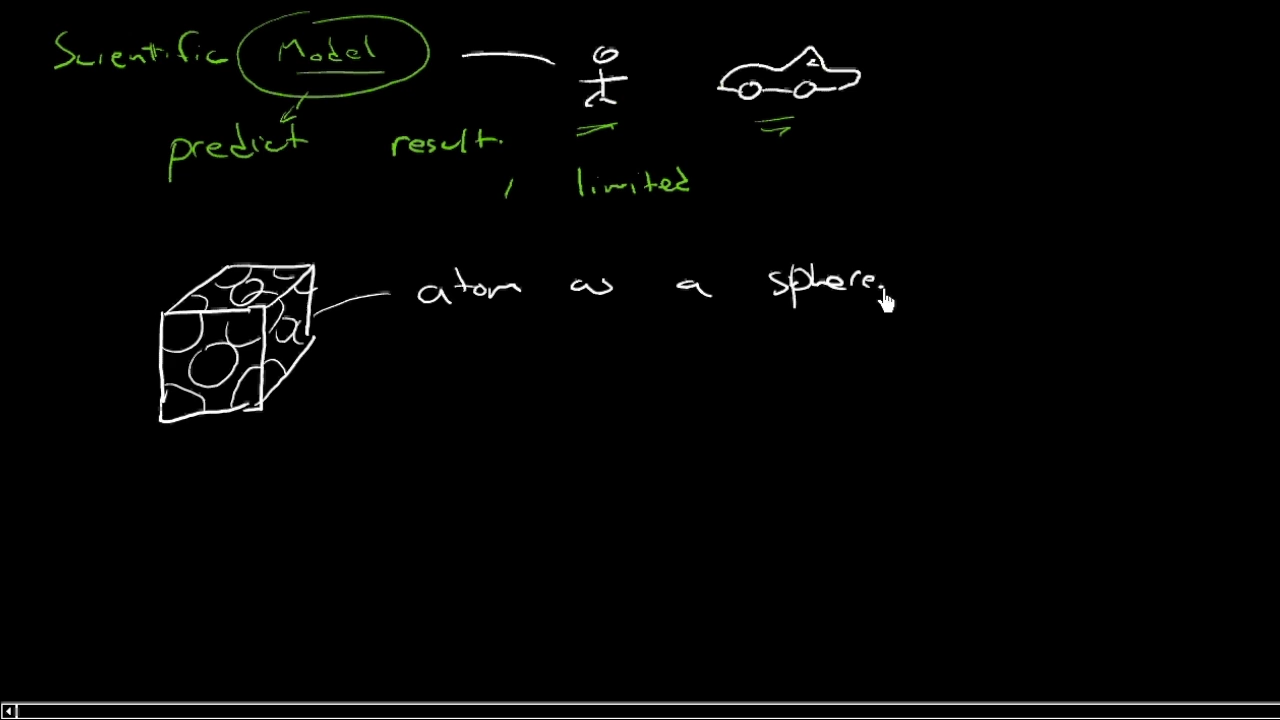 Scientific Model
predict result.
, limited
atom as a sphere.